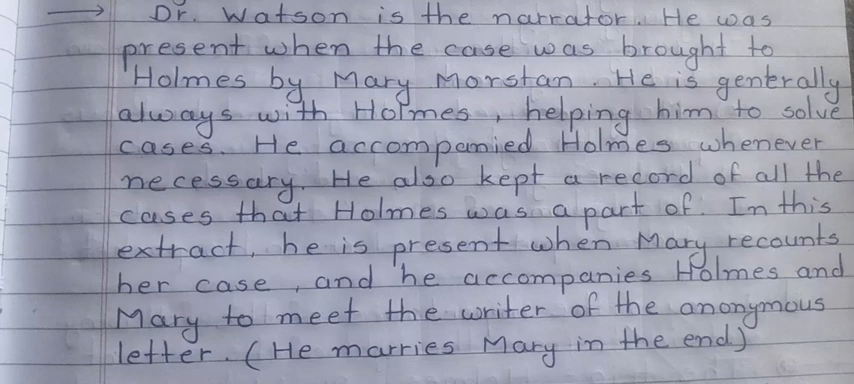 → Dr. Watson is the narrator. He was
present when the case was brought to
Holmes by Mary Morstan. He is generally
always with Holmes, helping him to solve
cases. He accompanied Holmes whenever
necessary. He also kept a record of all the
cases that Holmes was a part of. In this
extract, he is present when Mary recounts
her case, and he accompanies Holmes and
Mary to meet the writer of the anonymous
letter. (He marries Mary in the end)